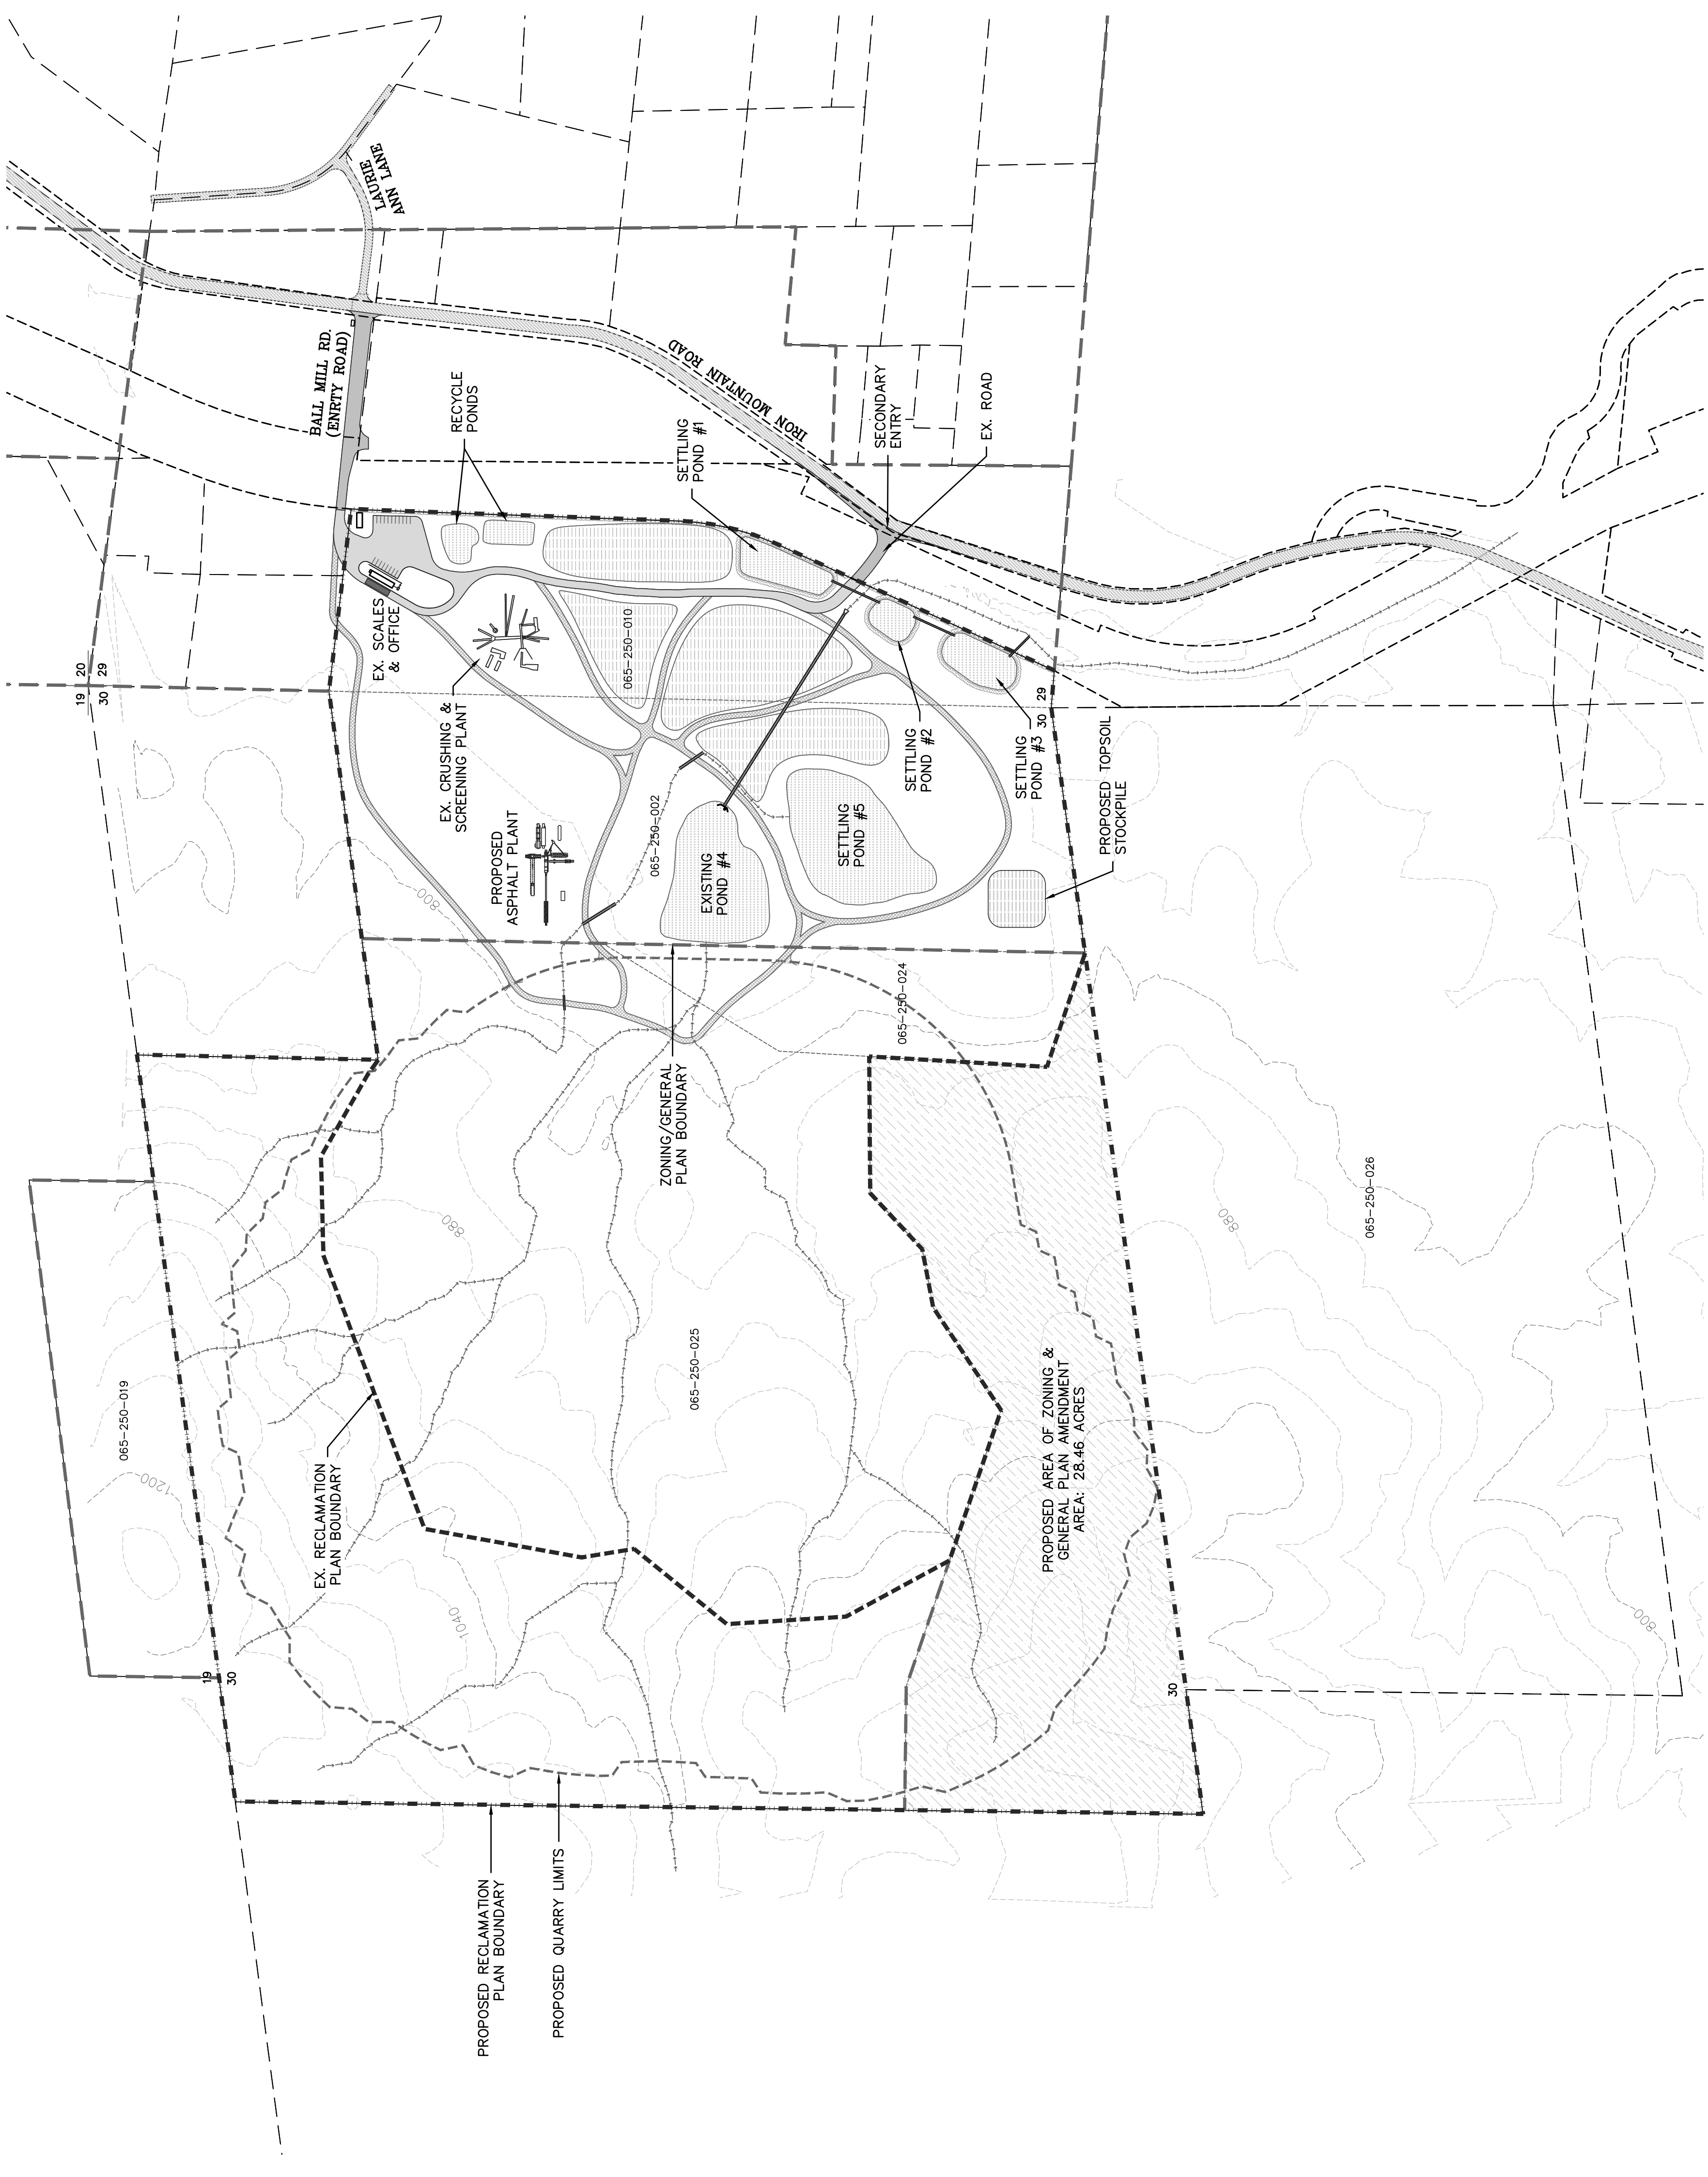 LAURIE
ANN LANE
BALL MILL RD.
(ENRTY ROAD)
IRON MOUNTAIN ROAD
RECYCLE
PONDS
SETTLING
POND #1
SECONDARY
ENTRY
EX. ROAD
EX. SCALES
& OFFICE
065-250-010
19
20
30
29
EX. CRUSHING &
SCREENING PLANT
PROPOSED
ASPHALT PLANT
065-250-002
EXISTING
POND #4
SETTLING
POND #5
SETTLING
POND #2
SETTLING
POND #3
30
29
PROPOSED TOPSOIL
STOCKPILE
800
065-250-024
ZONING/GENERAL
PLAN BOUNDARY
880
065-250-025
880
065-250-026
065-250-019
1200
EX. RECLAMATION
PLAN BOUNDARY
1040
PROPOSED AREA OF ZONING &
GENERAL PLAN AMENDMENT
AREA: 28.46 ACRES
19
30
30
800
PROPOSED RECLAMATION
PLAN BOUNDARY
PROPOSED QUARRY LIMITS